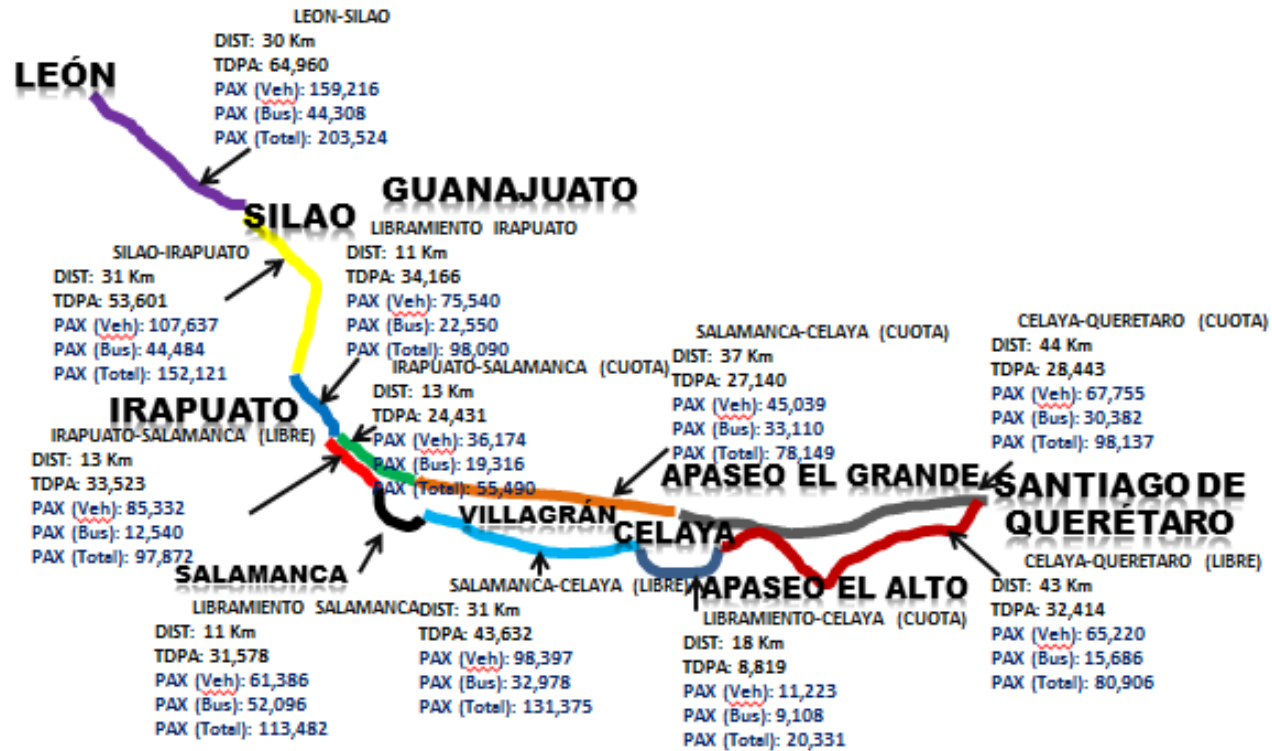 LEON-SILAO
DIST: 30 Km
TDPA: 64,960
PAX (Veh): 159,216
PAX (Bus): 44,308
PAX (Total): 203,524
LEÓN
GUANAJUATO
SILAO
SILAO-IRAPUATO
DIST: 31 Km
TDPA: 53,601
PAX (Veh): 107,637
PAX (Bus): 44,484
PAX (Total): 152,121
LIBRAMIENTO IRAPUATO
DIST: 11 Km
TDPA: 34,166
PAX (Veh): 75,540
PAX (Bus): 22,550
PAX (Total): 98,090
IRAPUATO-SALAMANCA (CUOTA)
DIST: 13 Km
TDPA: 24,431
PAX (Veh): 36,174
PAX (Bus): 19,316
PAX (Total): 55,490
SALAMANCA-CELAYA (CUOTA)
DIST: 37 Km
TDPA: 27,140
PAX (Veh): 45,039
PAX (Bus): 33,110
PAX (Total): 78,149
CELAYA-QUERETARO (CUOTA)
DIST: 44 Km
TDPA: 28,443
PAX (Veh): 67,755
PAX (Bus): 30,382
PAX (Total): 98,137
IRAPUATO
IRAPUATO-SALAMANCA (LIBRE)
DIST: 13 Km
TDPA: 33,523
PAX (Veh): 85,332
PAX (Bus): 12,540
PAX (Total): 97,872
APASEO EL GRANDE
SANTIAGO DE
QUERÉTARO
VILLAGRÁN
CELAYA
SALAMANCA
APASEO EL ALTO
LIBRAMIENTO SALAMANCA
DIST: 11 Km
TDPA: 31,578
PAX (Veh): 61,386
PAX (Bus): 52,096
PAX (Total): 113,482
SALAMANCA-CELAYA (LIBRE)
DIST: 31 Km
TDPA: 43,632
PAX (Veh): 98,397
PAX (Bus): 32,978
PAX (Total): 131,375
LIBRAMIENTO-CELAYA (CUOTA)
DIST: 18 Km
TDPA: 8,819
PAX (Veh): 11,223
PAX (Bus): 9,108
PAX (Total): 20,331
CELAYA-QUERETARO (LIBRE)
DIST: 43 Km
TDPA: 32,414
PAX (Veh): 65,220
PAX (Bus): 15,686
PAX (Total): 80,906